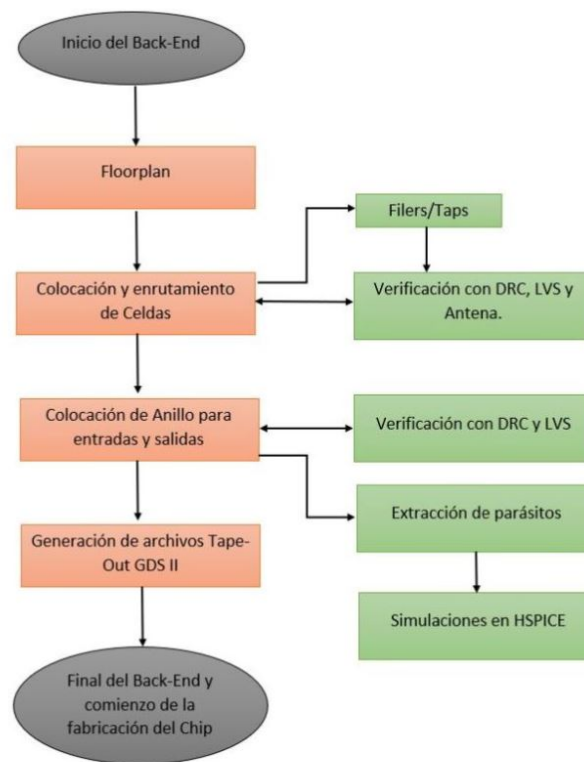 Inicio del Back-End
Floorplan
Filers/Taps
Colocación y enrutamiento
de Celdas
Verificación con DRC, LVS y
Antena.
Colocación de Anillo para
entradas y salidas
Verificación con DRC y LVS
Extracción de parásitos
Generación de archivos Tape-
Out GDS II
Simulaciones en HSPICE
Final del Back-End y
comienzo de la
fabricación del Chip